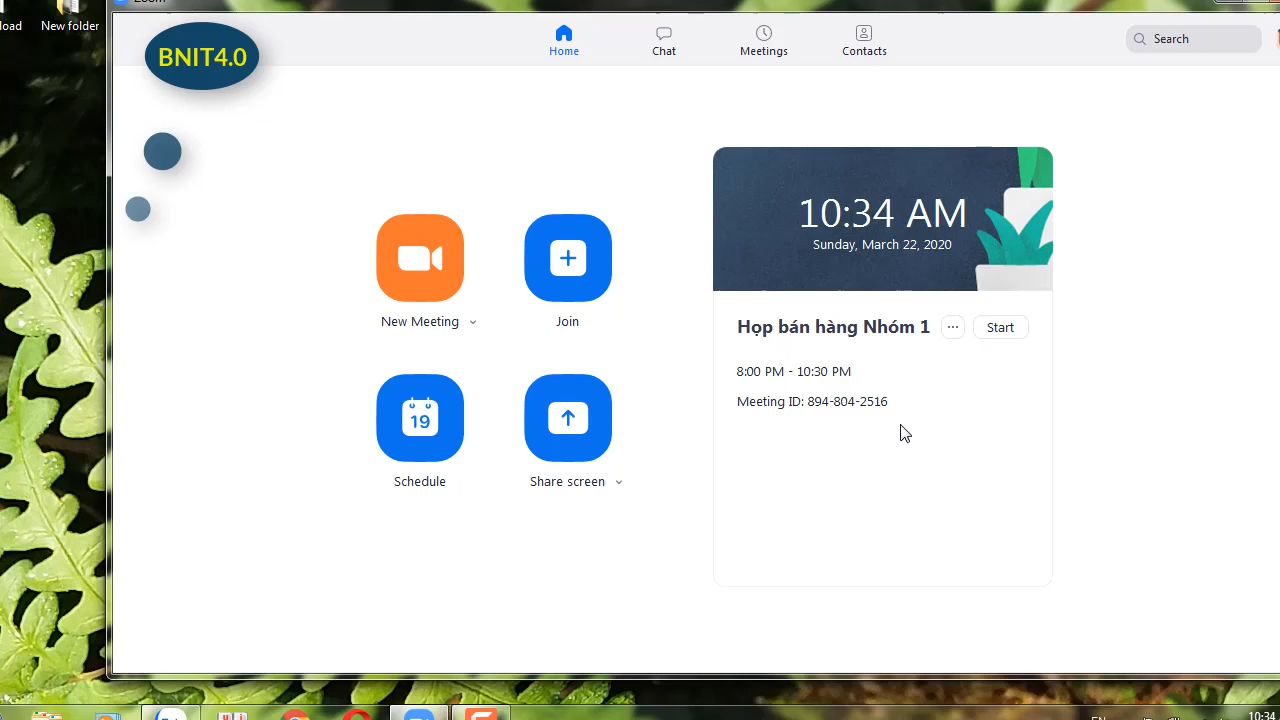 Zoom
load
New folder
BNIT4.0
Home
Chat
Meetings
Contacts
Search
10:34 AM
Sunday, March 22, 2020
New Meeting
Join
Họp bán hàng Nhóm 1
...
Start
8:00 PM - 10:30 PM
Meeting ID: 894-804-2516
19
Schedule
Share screen
EN
10:34